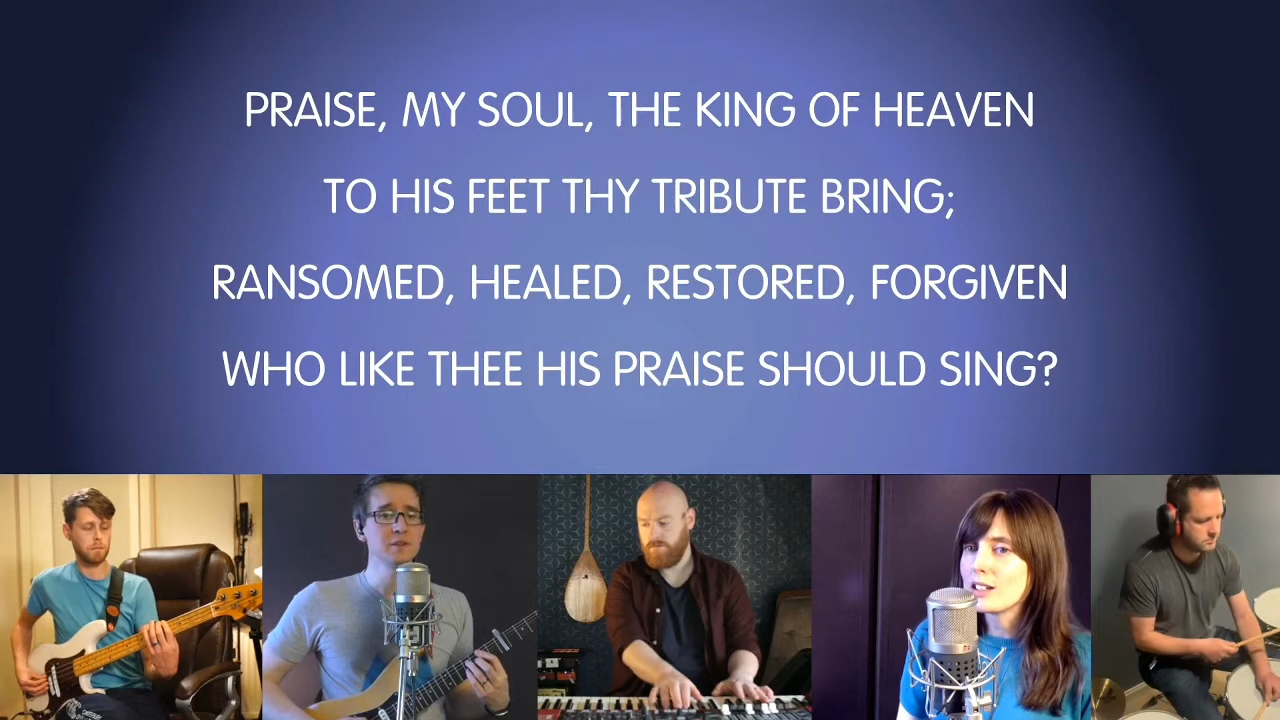 PRAISE, MY SOUL, THE KING OF HEAVEN
TO HIS FEET THY TRIBUTE BRING;
RANSOMED, HEALED, RESTORED, FORGIVEN
WHO LIKE THEE HIS PRAISE SHOULD SING?